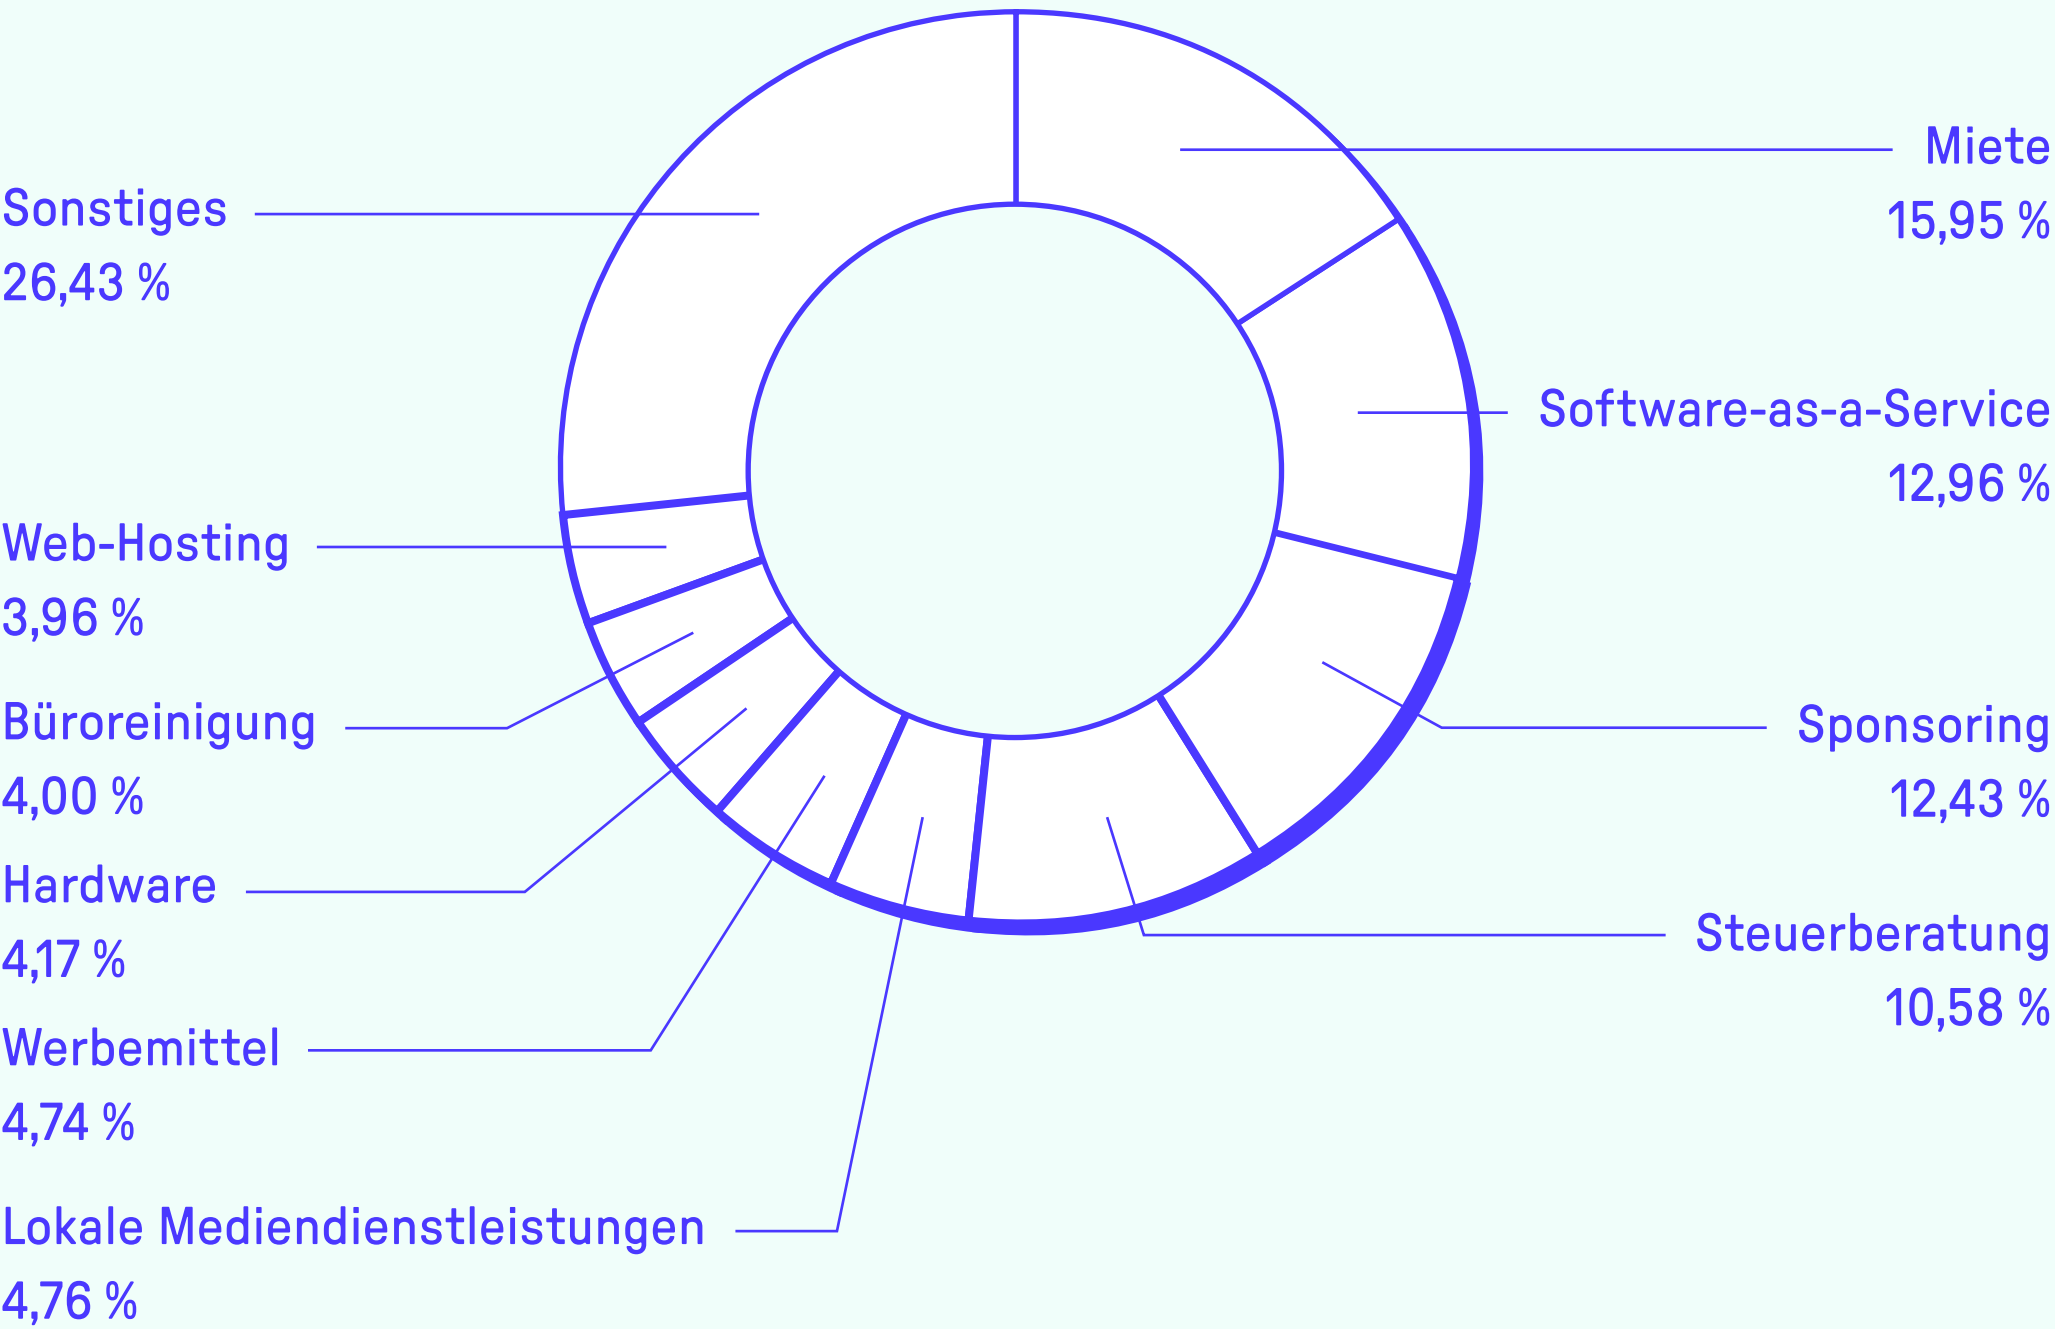 Miete
15,95 %
Software-as-a-Service
12,96 %
Sponsoring
12,43 %
Steuerberatung
10,58 %
Lokale Mediendienstleistungen
4,76 %
Werbemittel
4,74 %
Hardware
4,17 %
Büroreinigung
4,00 %
Web-Hosting
3,96 %
Sonstiges
26,43 %